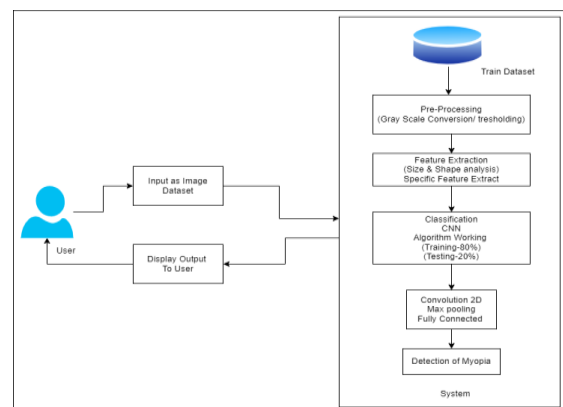 Train Dataset
Pre-Processing
(Gray Scale Conversion/ tresholding)
Feature Extraction
(Size & Shape analysis)
Specific Feature Extract
Input as Image
Dataset
Classification
CNN
Algorithm Working
(Training-80%)
(Testing-20%)
User
Display Output
To User
Convolution 2D
Max pooling
Fully Connected
Detection of Myopia
System